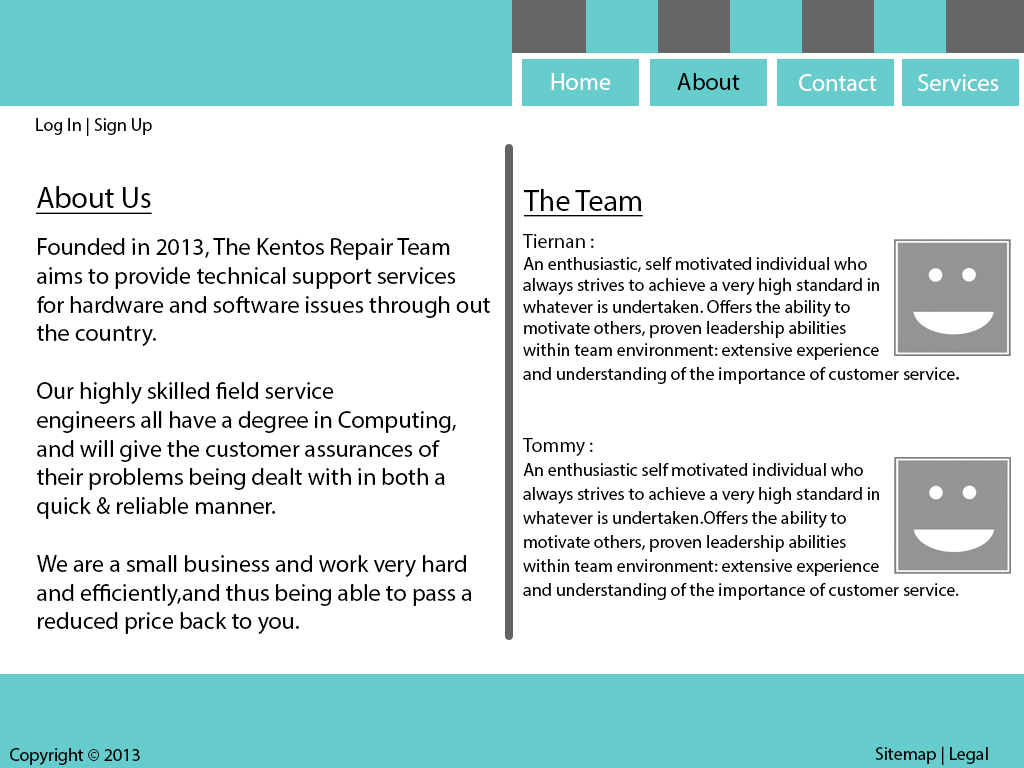 Home
About
Contact
Services
Log In | Sign Up
About Us
Founded in 2013, The Kentos Repair Team
aims to provide technical support services
for hardware and software issues through out
the country.
Our highly skilled field service
engineers all have a degree in Computing,
and will give the customer assurances of
their problems being dealt with in both a
quick & reliable manner.
We are a small business and work very hard
and efficiently,and thus being able to pass a
reduced price back to you.
The Team
Tiernan :
An enthusiastic, self motivated individual who
always strives to achieve a very high standard in
whatever is undertaken. Offers the ability to
motivate others, proven leadership abilities
within team environment: extensive experience
and understanding of the importance of customer service.
Tommy :
An enthusiastic self motivated individual who
always strives to achieve a very high standard in
whatever is undertaken.Offers the ability to
motivate others, proven leadership abilities
within team environment: extensive experience
and understanding of the importance of customer service.
Copyright © 2013
Sitemap | Legal